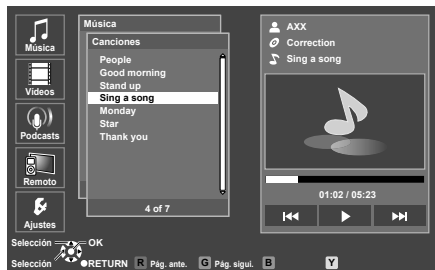 Música
Vídeos
Podcasts
Remoto
Ajustes
Música
Canciones
People
Good morning
Stand up
Sing a song
Monday
Star
Thank you
4 of 7
AXX
Correction
Sing a song
01:02 / 05:23
Selección OK
Selección RETURN R Pág. ante. G Pág. sigui. B Y